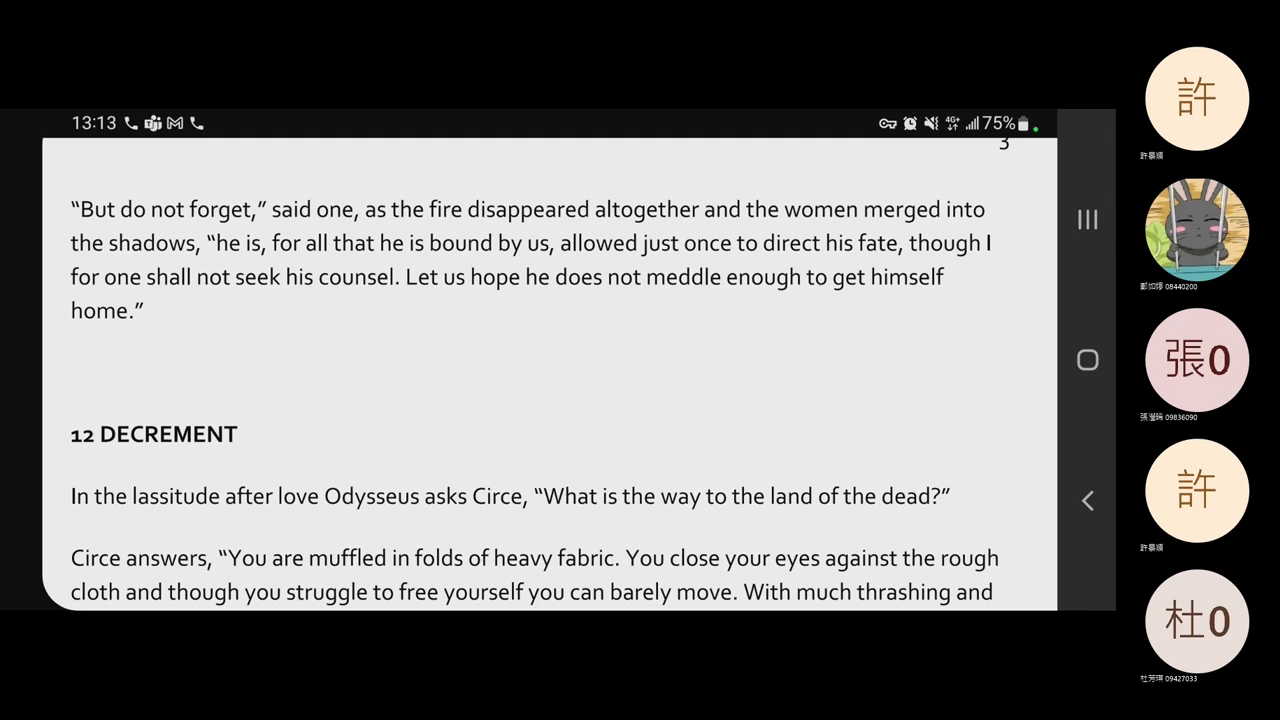 13:13
4G+
75%
3
“But do not forget,” said one, as the fire disappeared altogether and the women merged into
the shadows, “he is, for all that he is bound by us, allowed just once to direct his fate, though I
for one shall not seek his counsel. Let us hope he does not meddle enough to get himself
home.”
12 DECREMENT
In the lassitude after love Odysseus asks Circe, “What is the way to the land of the dead?”
Circe answers, “You are muffled in folds of heavy fabric. You close your eyes against the rough
cloth and though you struggle to free yourself you can barely move. With much thrashing and
許
08440200
張0
09836090
許
杜0
09427033